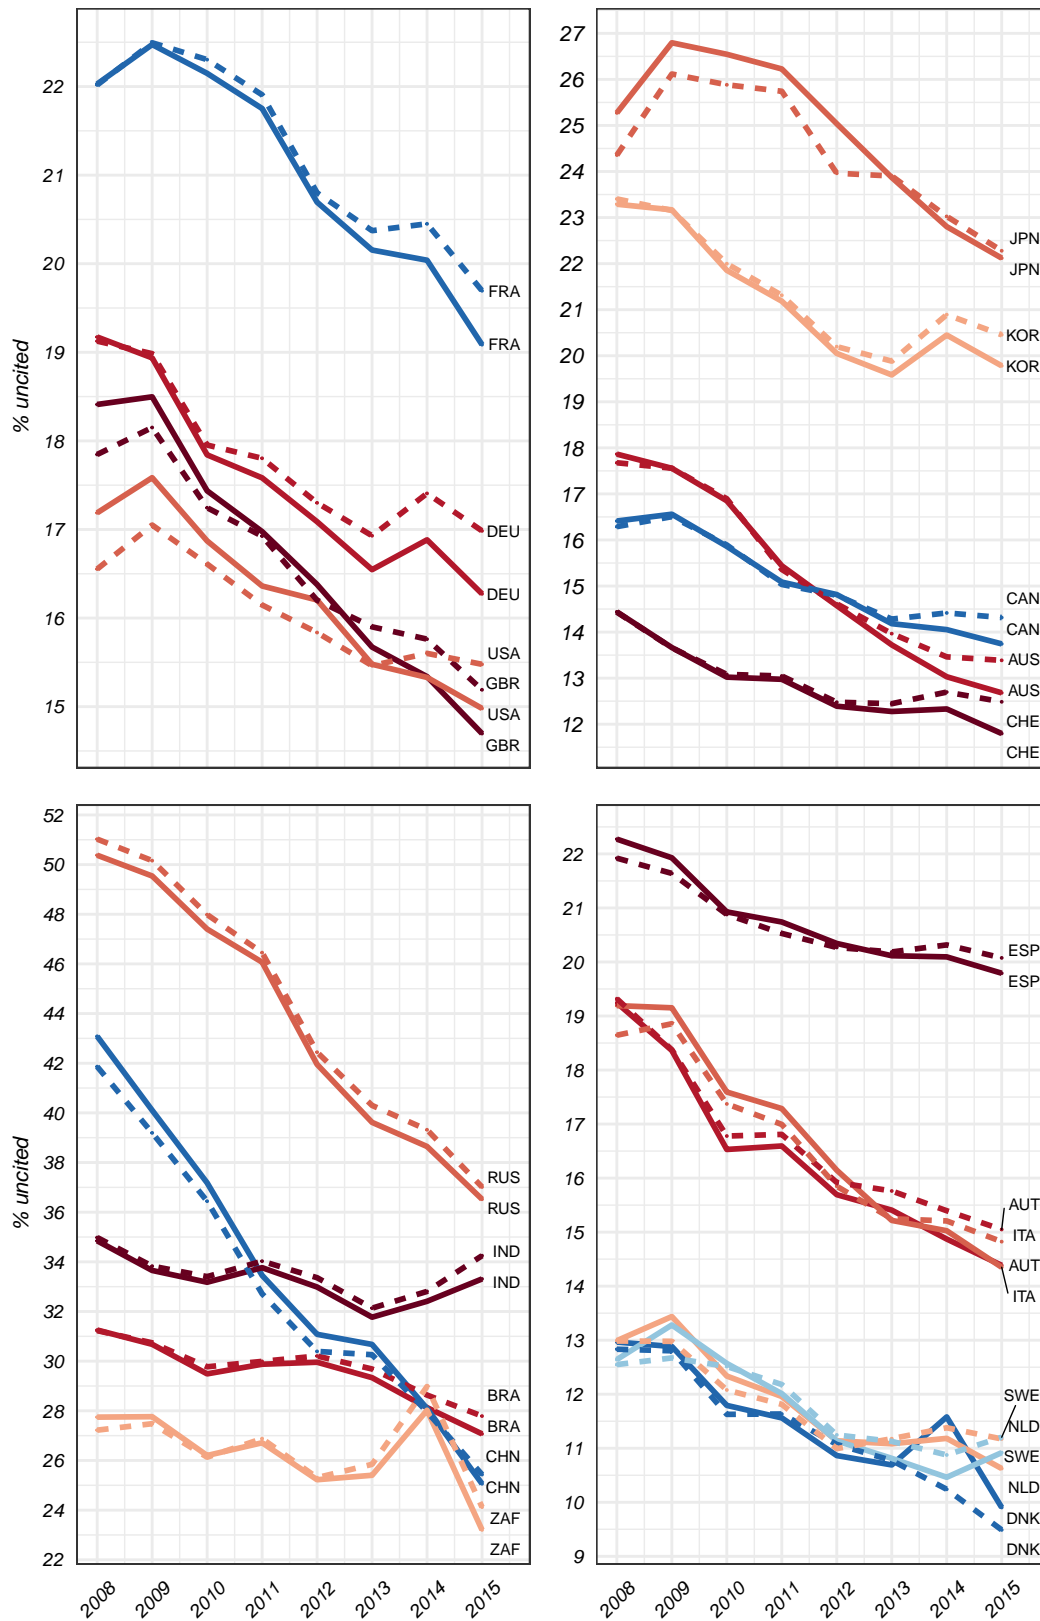 22
21
20
19
18
17
16
15
% uncited
FRA
FRA
DEU
DEU
USA
GBR
USA
GBR
27
26
25
24
23
22
21
20
19
18
17
16
15
14
13
12
JPN
JPN
KOR
KOR
CAN
CAN
AUS
AUS
CHE
CHE
52
50
48
46
44
42
40
38
36
34
32
30
28
26
24
22
% uncited
RUS
RUS
IND
IND
BRA
BRA
CHN
CHN
ZAF
ZAF
2008 2009 2010 2011 2012 2013 2014 2015
22
21
20
19
18
17
16
15
14
13
12
11
10
9
ESP
ESP
AUT
ITA
AUT
ITA
SWE
NLD
SWE
NLD
DNK
DNK
2008 2009 2010 2011 2012 2013 2014 2015